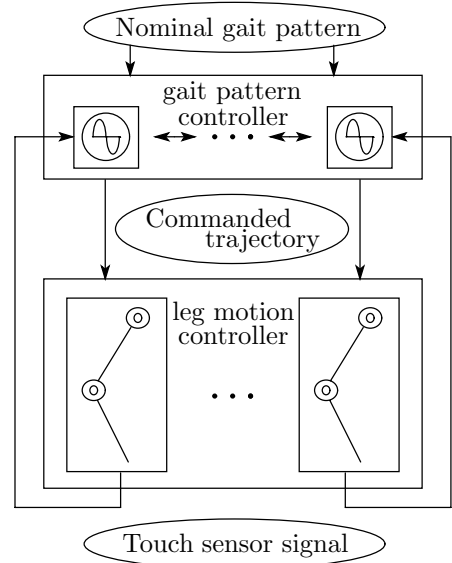 Nominal gait pattern
gait pattern
controller
Commanded
trajectory
leg motion
controller
Touch sensor signal